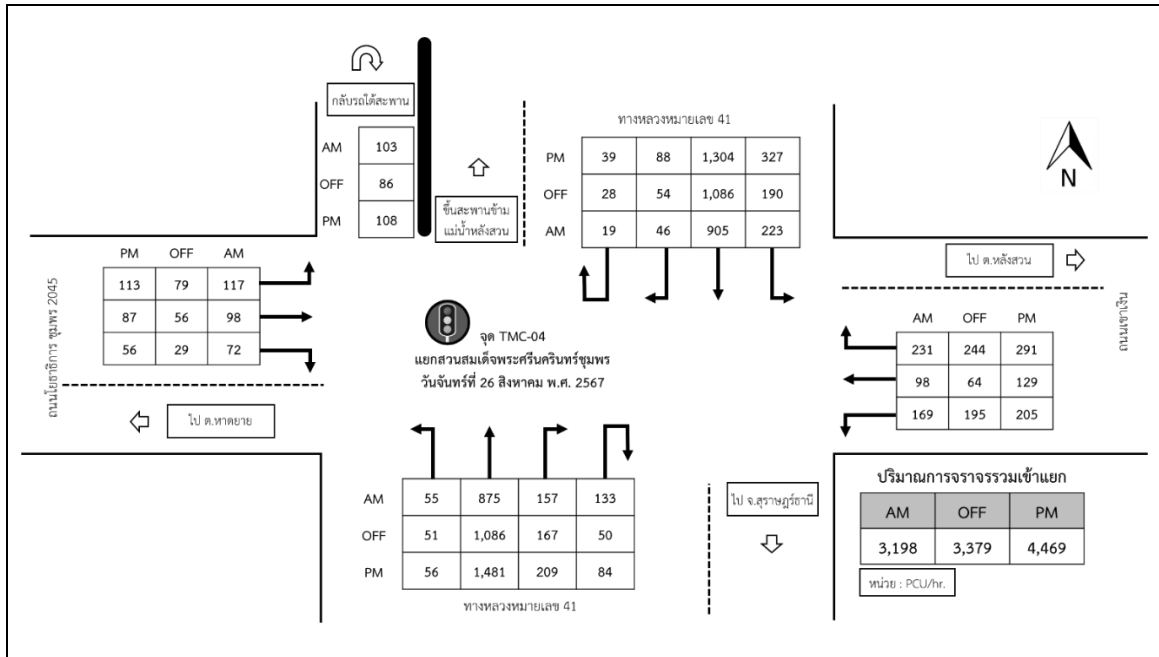 กลับรถใต้สะพาน
AM 103
OFF 86
PM 108
ขึ้นสะพานข้าม
แม่น้ำหลังสวน
ทางหลวงหมายเลข 41
PM 39 88 1,304 327
OFF 28 54 1,086 190
AM 19 46 905 223
N
PM OFF AM
113 79 117
87 56 98
56 29 72
ถนนโยธาธิการ ชุมพร 2045
ไป ต.หาดยาย
จุด TMC-04
แยกสวนสมเด็จพระศรีนครินทร์ชุมพร
วันจันทร์ที่ 26 สิงหาคม พ.ศ. 2567
ไป ต.หลังสวน
ถนนเขาเงิน
AM OFF PM
231 244 291
98 64 129
169 195 205
AM 55 875 157 133
OFF 51 1,086 167 50
PM 56 1,481 209 84
ทางหลวงหมายเลข 41
ไป จ.สุราษฎร์ธานี
ปริมาณการจราจรรวมเข้าแยก
AM OFF PM
3,198 3,379 4,469
หน่วย : PCU/hr.